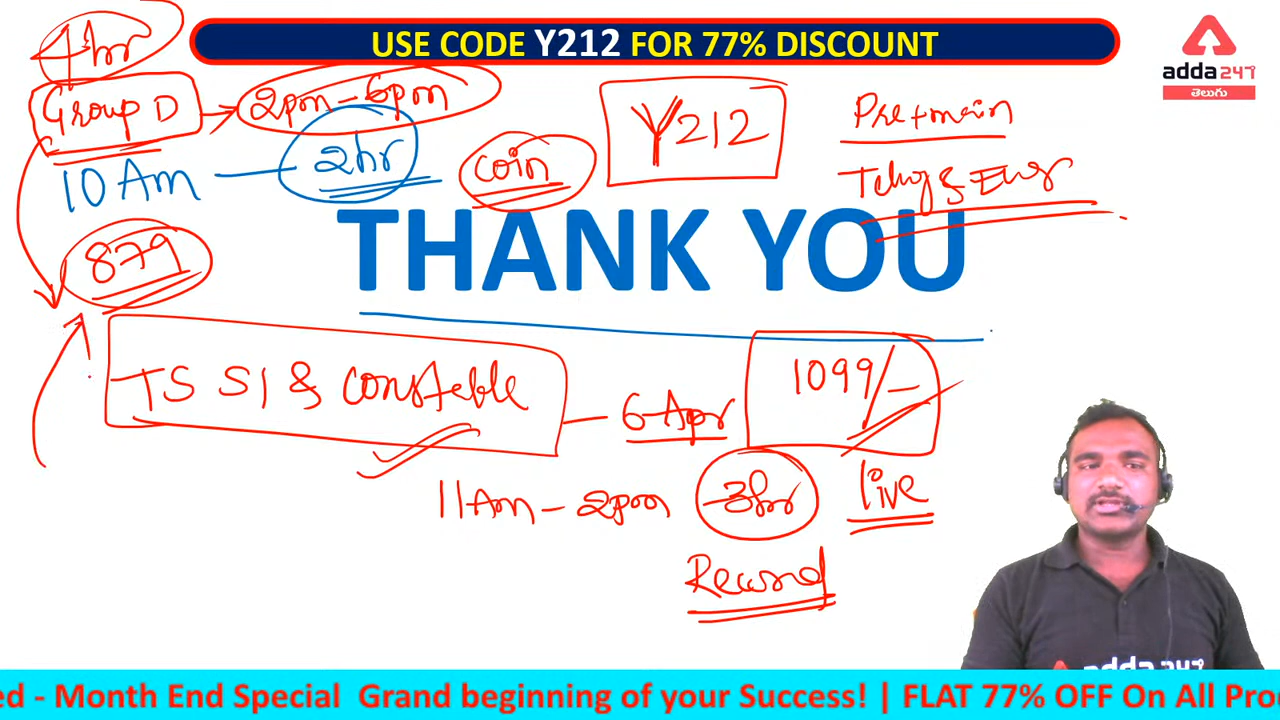 USE CODE Y212 FOR 77% DISCOUNT
adda247
తెలుగు
4hr
Group D → 2pm - 6pm
Y212
Pre+main
10 Am — 2hr
coin
Telug & Eng
879
THANK YOU
TS SI & constable — 6-Apr
1099/-
11Am - 2pm 3hr live
Record
adda247
ed - Month End Special Grand beginning of your Success! | FLAT 77% OFF On All Pro